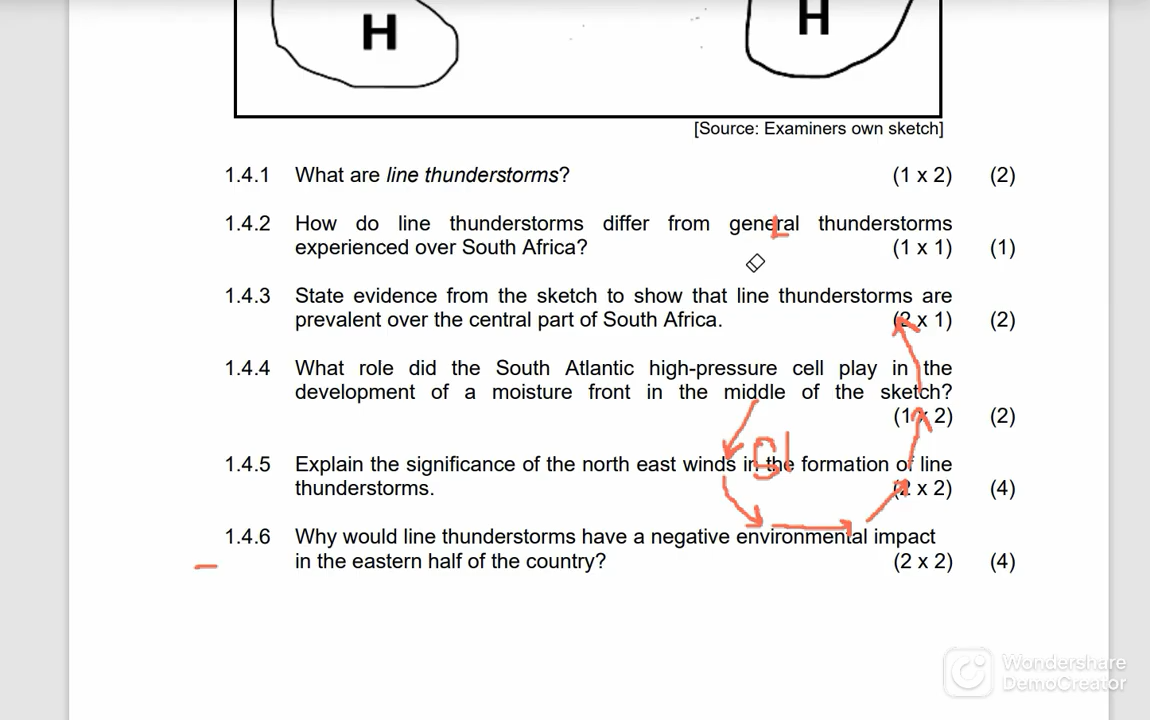 H H
[Source: Examiners own sketch]
1.4.1 What are line thunderstorms? (1 x 2) (2)
1.4.2 How do line thunderstorms differ from general thunderstorms
experienced over South Africa? (1 x 1) (1)
1.4.3 State evidence from the sketch to show that line thunderstorms are
prevalent over the central part of South Africa. (2 x 1) (2)
1.4.4 What role did the South Atlantic high-pressure cell play in the
development of a moisture front in the middle of the sketch?
(1 x 2) (2)
1.4.5 Explain the significance of the north east winds in the formation of line
thunderstorms. (2 x 2) (4)
1.4.6 Why would line thunderstorms have a negative environmental impact
in the eastern half of the country? (2 x 2) (4)
Wondershare
DemoCreator